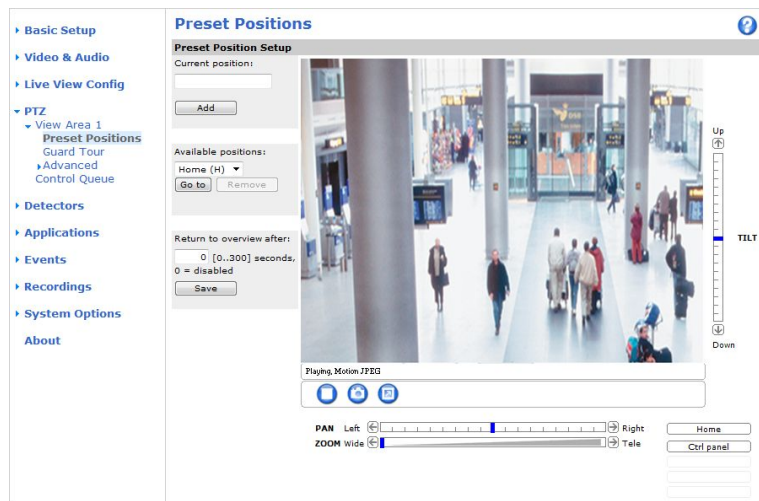 Basic Setup
Video & Audio
Live View Config
PTZ
View Area 1
Preset Positions
Guard Tour
Advanced
Control Queue
Detectors
Applications
Events
Recordings
System Options
About
Preset Positions
?
Preset Position Setup
Current position:
Add
Available positions:
Home (H)
Go to Remove
Return to overview after:
0 [0..300] seconds,
0 = disabled
Save
Up
TILT
Down
Playing, Motion JPEG
PAN Left Right
ZOOM Wide Tele
Home
Ctrl panel